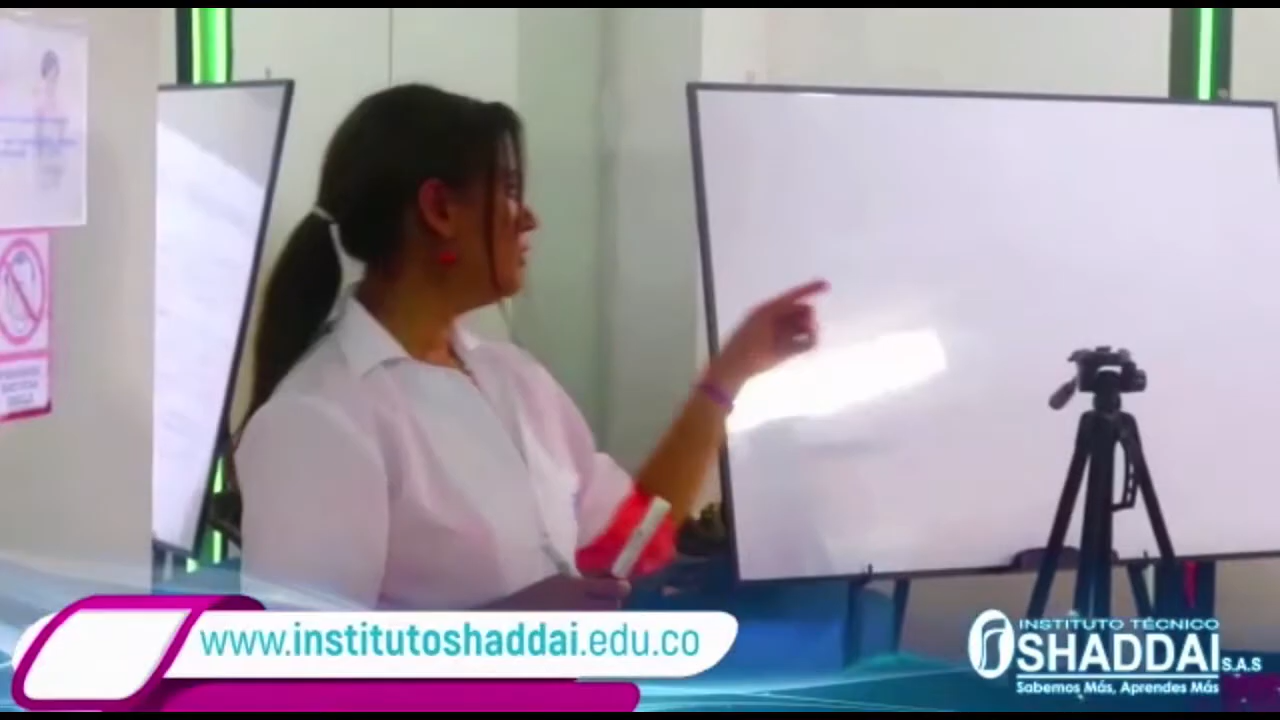 www.institutoshaddai.edu.co
INSTITUTO TÉCNICO
SHADDAI S.A.S
Sabemos Más, Aprendes Más